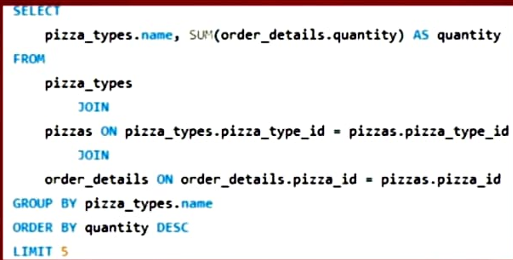 SELECT
pizza_types.name, SUM(order_details.quantity) AS quantity
FROM
pizza_types
JOIN
pizzas ON pizza_types.pizza_type_id = pizzas.pizza_type_id
JOIN
order_details ON order_details.pizza_id = pizzas.pizza_id
GROUP BY pizza_types.name
ORDER BY quantity DESC
LIMIT 5